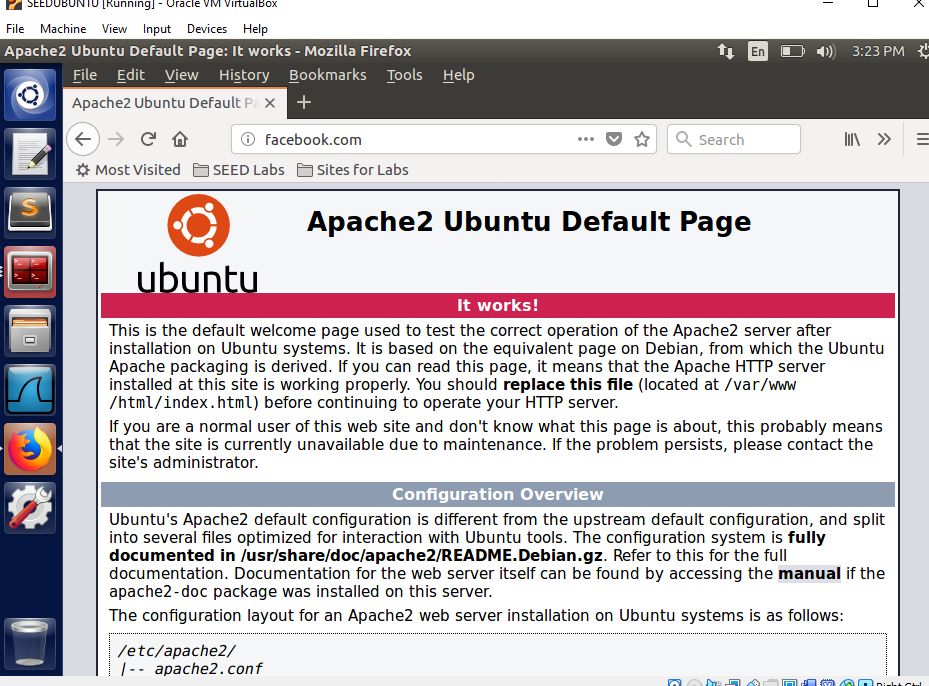 SEEDUBUNTU [Running] - Oracle VM VirtualBox
File Machine View Input Devices Help
Apache2 Ubuntu Default Page: It works - Mozilla Firefox En 3:23 PM
File Edit View History Bookmarks Tools Help
Apache2 Ubuntu Default Pa
facebook.com Search
Most Visited SEED Labs Sites for Labs
ubuntu
Apache2 Ubuntu Default Page
It works!
This is the default welcome page used to test the correct operation of the Apache2 server after
installation on Ubuntu systems. It is based on the equivalent page on Debian, from which the Ubuntu
Apache packaging is derived. If you can read this page, it means that the Apache HTTP server
installed at this site is working properly. You should replace this file (located at /var/www
/html/index.html) before continuing to operate your HTTP server.
If you are a normal user of this web site and don't know what this page is about, this probably means
that the site is currently unavailable due to maintenance. If the problem persists, please contact the
site's administrator.
Configuration Overview
Ubuntu's Apache2 default configuration is different from the upstream default configuration, and split
into several files optimized for interaction with Ubuntu tools. The configuration system is fully
documented in /usr/share/doc/apache2/README.Debian.gz. Refer to this for the full
documentation. Documentation for the web server itself can be found by accessing the manual if the
apache2-doc package was installed on this server.
The configuration layout for an Apache2 web server installation on Ubuntu systems is as follows:
/etc/apache2/
|-- apache2.conf
Right Ctrl